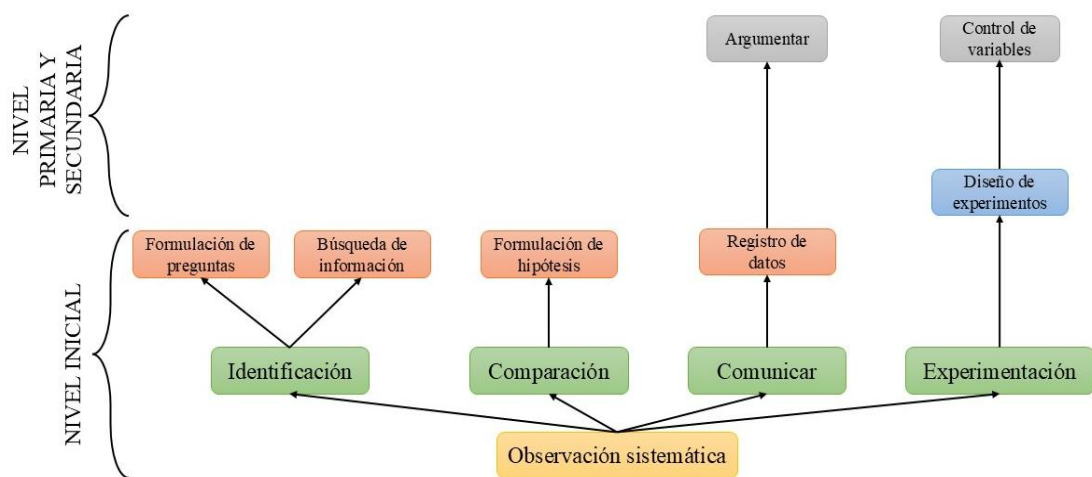 NIVEL
PRIMARIA Y
SECUNDARIA
Argumentar
Control de
variables
Diseño de
experimentos
NIVEL INICIAL
Formulación de
preguntas
Búsqueda de
información
Formulación de
hipótesis
Registro de
datos
Identificación
Comparación
Comunicar
Experimentación
Observación sistemática